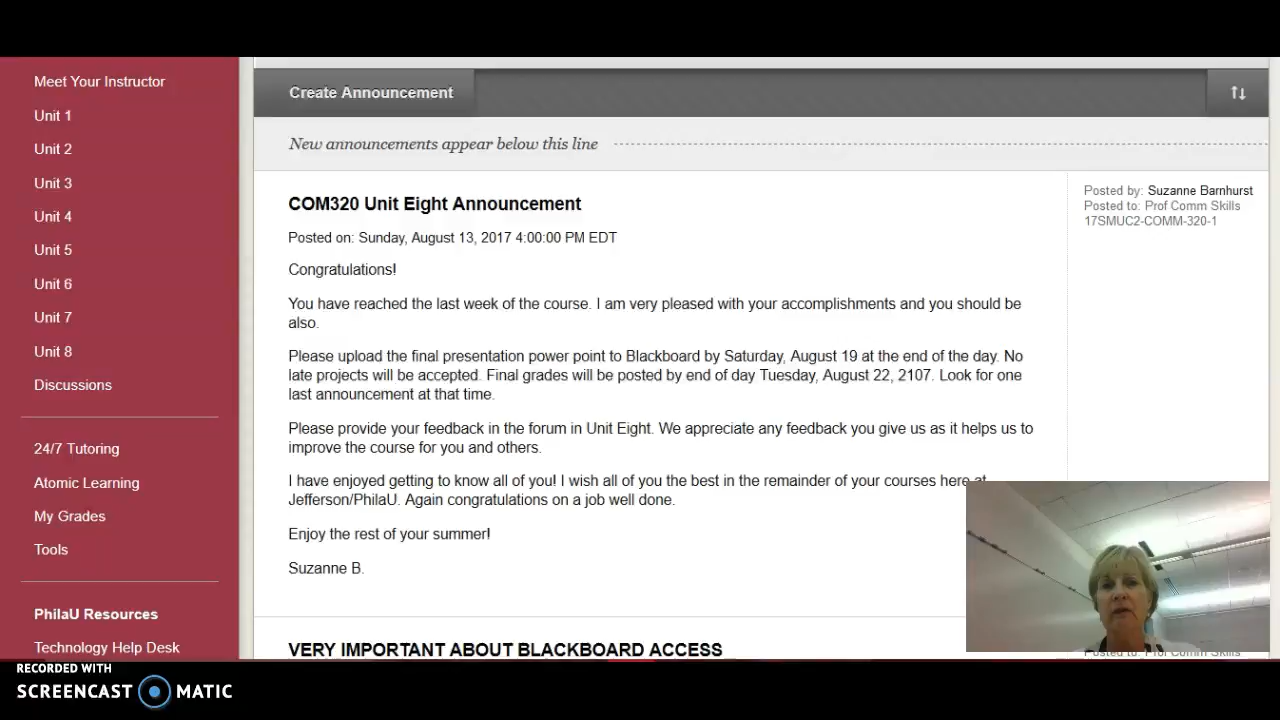 Meet Your Instructor
Unit 1
Unit 2
Unit 3
Unit 4
Unit 5
Unit 6
Unit 7
Unit 8
Discussions
24/7 Tutoring
Atomic Learning
My Grades
Tools
PhilaU Resources
Technology Help Desk
Create Announcement
New announcements appear below this line
COM320 Unit Eight Announcement
Posted on: Sunday, August 13, 2017 4:00:00 PM EDT
Congratulations!
You have reached the last week of the course. I am very pleased with your accomplishments and you should be
also.
Please upload the final presentation power point to Blackboard by Saturday, August 19 at the end of the day. No
late projects will be accepted. Final grades will be posted by end of day Tuesday, August 22, 2107. Look for one
last announcement at that time.
Please provide your feedback in the forum in Unit Eight. We appreciate any feedback you give us as it helps us to
improve the course for you and others.
I have enjoyed getting to know all of you! I wish all of you the best in the remainder of your courses here at
Jefferson/PhilaU. Again congratulations on a job well done.
Enjoy the rest of your summer!
Suzanne B.
Posted by: Suzanne Barnhurst
Posted to: Prof Comm Skills
17SMUC2-COMM-320-1
VERY IMPORTANT ABOUT BLACKBOARD ACCESS
Posted to: Prof Comm Skills
RECORDED WITH
SCREENCAST MATIC